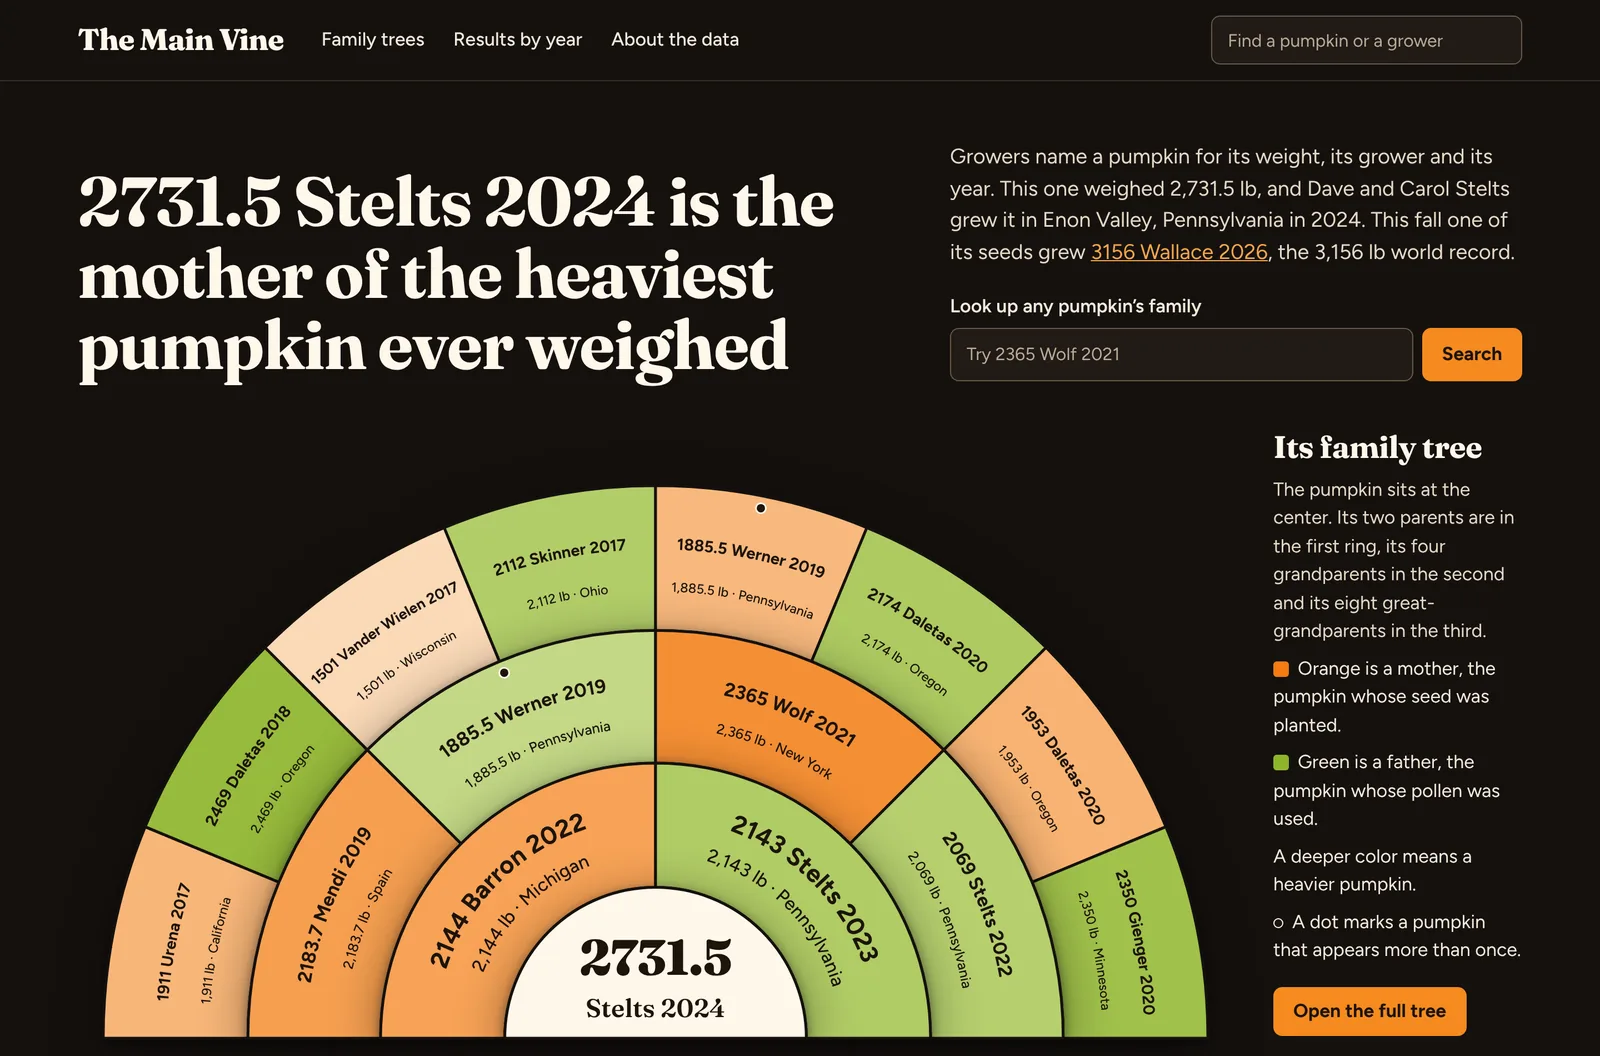 The Main Vine
Family trees
Results by year
About the data
Find a pumpkin or a grower
2731.5 Stelts 2024 is the
mother of the heaviest
pumpkin ever weighed
Growers name a pumpkin for its weight, its grower and its
year. This one weighed 2,731.5 lb, and Dave and Carol Stelts
grew it in Enon Valley, Pennsylvania in 2024. This fall one of
its seeds grew 3156 Wallace 2026, the 3,156 lb world record.
Look up any pumpkin’s family
Try 2365 Wolf 2021
Search
1911 Urena 2017
1,911 lb · California
2469 Daletas 2018
2,469 lb · Oregon
1501 Vander Wielen 2017
1,501 lb · Wisconsin
2112 Skinner 2017
2,112 lb · Ohio
1885.5 Werner 2019
1,885.5 lb · Pennsylvania
2174 Daletas 2020
2,174 lb · Oregon
1953 Daletas 2020
1,953 lb · Oregon
2350 Gienger 2020
2,350 lb · Minnesota
2183.7 Mendi 2019
2,183.7 lb · Spain
1885.5 Werner 2019
1,885.5 lb · Pennsylvania
2365 Wolf 2021
2,365 lb · New York
2069 Stelts 2022
2,069 lb · Pennsylvania
2144 Barron 2022
2,144 lb · Michigan
2143 Stelts 2023
2,143 lb · Pennsylvania
2731.5
Stelts 2024
Its family tree
The pumpkin sits at the
center. Its two parents are in
the first ring, its four
grandparents in the second
and its eight great-
grandparents in the third.
Orange is a mother, the
pumpkin whose seed was
planted.
Green is a father, the
pumpkin whose pollen was
used.
A deeper color means a
heavier pumpkin.
A dot marks a pumpkin
that appears more than once.
Open the full tree